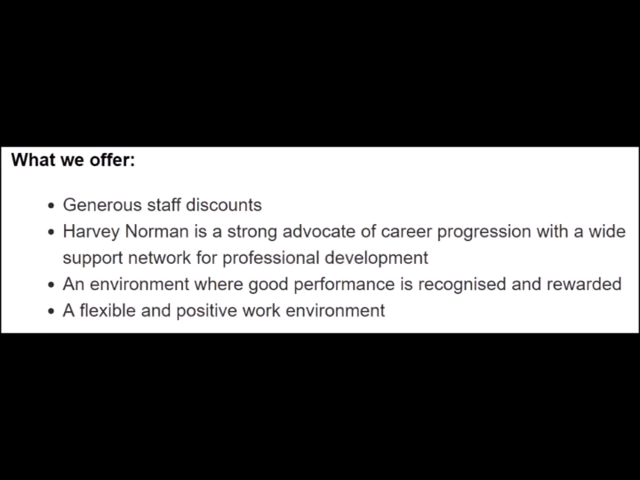 What we offer:
• Generous staff discounts
• Harvey Norman is a strong advocate of career progression with a wide
support network for professional development
• An environment where good performance is recognised and rewarded
• A flexible and positive work environment